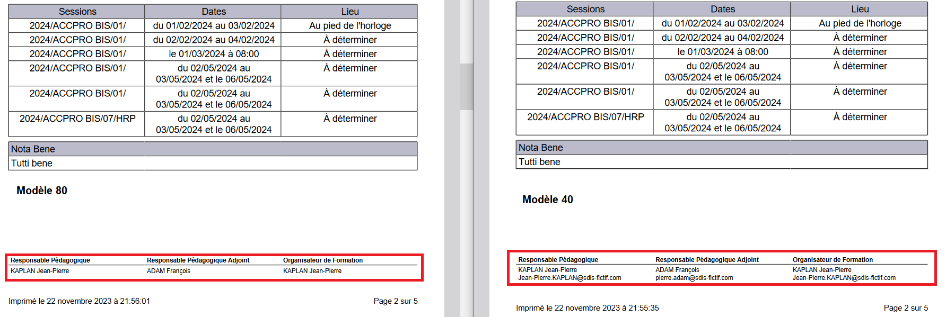 Sessions Dates Lieu
2024/ACCPRO BIS/01/ du 01/02/2024 au 03/02/2024 Au pied de l'horloge
2024/ACCPRO BIS/01/ du 02/02/2024 au 04/02/2024 À déterminer
2024/ACCPRO BIS/01/ le 01/03/2024 à 08:00 À déterminer
2024/ACCPRO BIS/01/ du 02/05/2024 au À déterminer
03/05/2024 et le 06/05/2024
2024/ACCPRO BIS/01/ du 02/05/2024 au À déterminer
03/05/2024 et le 06/05/2024
2024/ACCPRO BIS/07/HRP du 02/05/2024 au À déterminer
03/05/2024 et le 06/05/2024
Nota Bene
Tutti bene
Modèle 80
Responsable Pédagogique Responsable Pédagogique Adjoint Organisateur de Formation
KAPLAN Jean-Pierre ADAM François KAPLAN Jean-Pierre
Imprimé le 22 novembre 2023 à 21:56:01 Page 2 sur 5
Sessions Dates Lieu
2024/ACCPRO BIS/01/ du 01/02/2024 au 03/02/2024 Au pied de l'horloge
2024/ACCPRO BIS/01/ du 02/02/2024 au 04/02/2024 À déterminer
2024/ACCPRO BIS/01/ le 01/03/2024 à 08:00 À déterminer
2024/ACCPRO BIS/01/ du 02/05/2024 au À déterminer
03/05/2024 et le 06/05/2024
2024/ACCPRO BIS/01/ du 02/05/2024 au À déterminer
03/05/2024 et le 06/05/2024
2024/ACCPRO BIS/07/HRP du 02/05/2024 au À déterminer
03/05/2024 et le 06/05/2024
Nota Bene
Tutti bene
Modèle 40
Responsable Pédagogique Responsable Pédagogique Adjoint Organisateur de Formation
KAPLAN Jean-Pierre ADAM François KAPLAN Jean-Pierre
Jean-Pierre.KAPLAN@sdis-fictif.com pierre.adam@sdis-fictif.com Jean-Pierre.KAPLAN@sdis-fictif.com
Imprimé le 22 novembre 2023 à 21:55:35 Page 2 sur 5